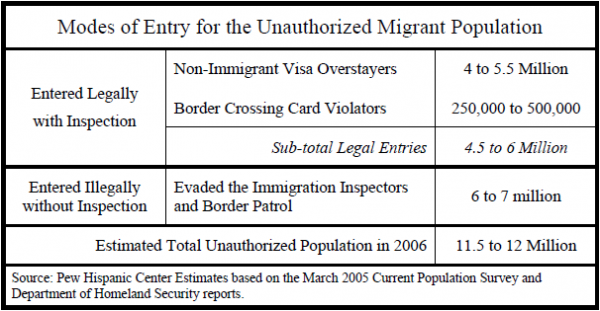 Modes of Entry for the Unauthorized Migrant Population
Entered Legally
with Inspection
Non-Immigrant Visa Overstayers
4 to 5.5 Million
Border Crossing Card Violators
250,000 to 500,000
Sub-total Legal Entries
4.5 to 6 Million
Entered Illegally
without Inspection
Evaded the Immigration Inspectors
and Border Patrol
6 to 7 million
Estimated Total Unauthorized Population in 2006
11.5 to 12 Million
Source: Pew Hispanic Center Estimates based on the March 2005 Current Population Survey and
Department of Homeland Security reports.